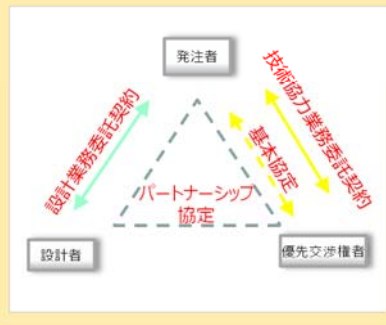 発注者
設計業務委託契約
技術協力業務委託契約
基本協定
パートナーシップ
協定
設計者
優先交渉権者